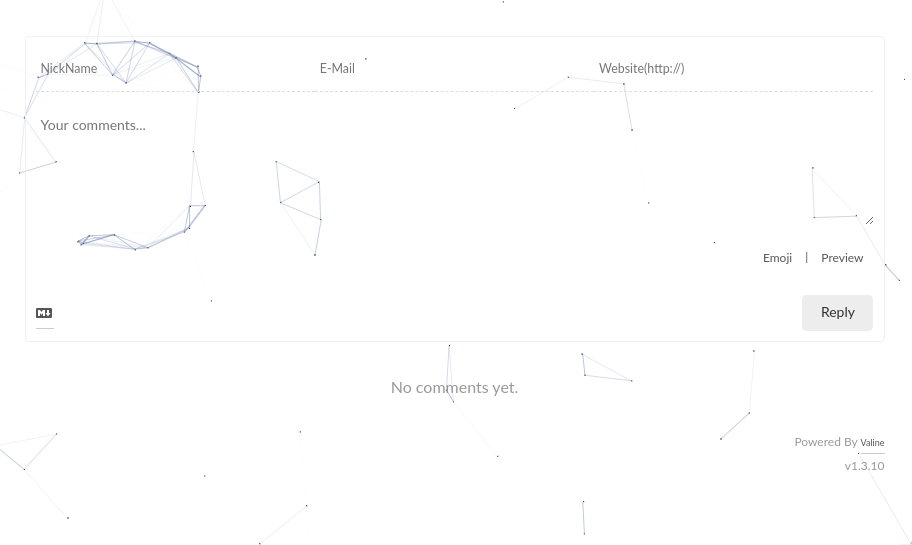 NickName E-Mail Website(http://)
Your comments...
Emoji | Preview
M Reply
No comments yet.
Powered By Valine
v1.3.10